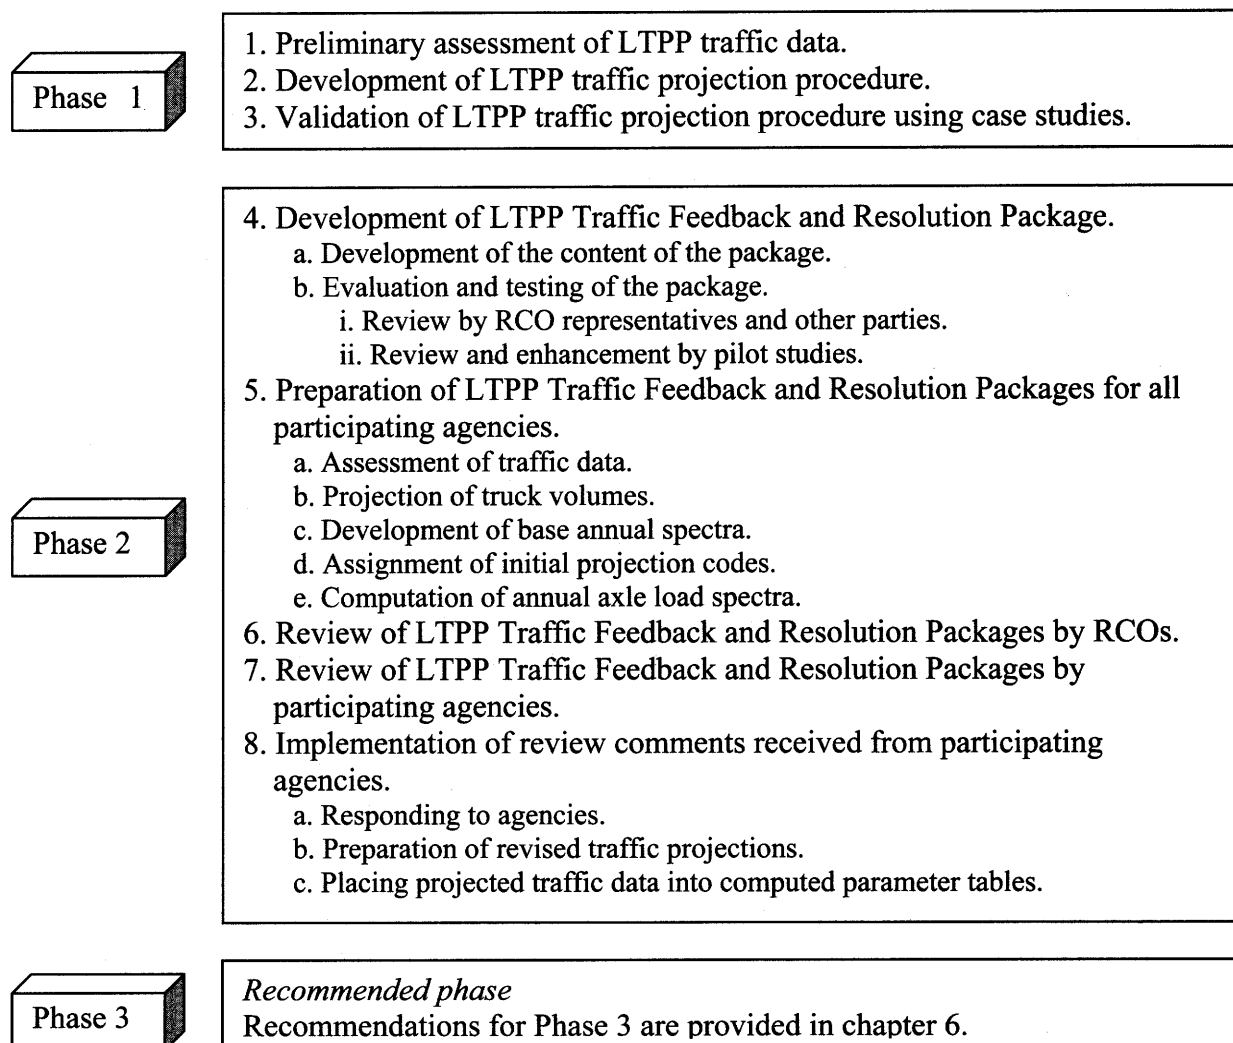 Phase 1
1. Preliminary assessment of LTPP traffic data.
2. Development of LTPP traffic projection procedure.
3. Validation of LTPP traffic projection procedure using case studies.
Phase 2
4. Development of LTPP Traffic Feedback and Resolution Package.
a. Development of the content of the package.
b. Evaluation and testing of the package.
i. Review by RCO representatives and other parties.
ii. Review and enhancement by pilot studies.
5. Preparation of LTPP Traffic Feedback and Resolution Packages for all
participating agencies.
a. Assessment of traffic data.
b. Projection of truck volumes.
c. Development of base annual spectra.
d. Assignment of initial projection codes.
e. Computation of annual axle load spectra.
6. Review of LTPP Traffic Feedback and Resolution Packages by RCOs.
7. Review of LTPP Traffic Feedback and Resolution Packages by
participating agencies.
8. Implementation of review comments received from participating
agencies.
a. Responding to agencies.
b. Preparation of revised traffic projections.
c. Placing projected traffic data into computed parameter tables.
Phase 3
Recommended phase
Recommendations for Phase 3 are provided in chapter 6.